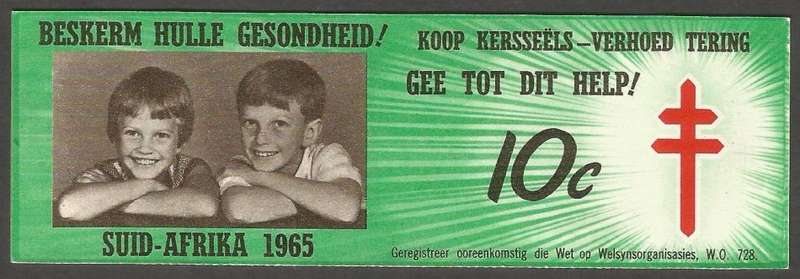 BESKERM HULLE GESONDHEID!
SUID-AFRIKA 1965
KOOP KERSSEËLS–VERHOED TERING
GEE TOT DIT HELP!
10c
Geregistreer ooreenkomstig die Wet op Welsynsorganisasies, W.O. 728.